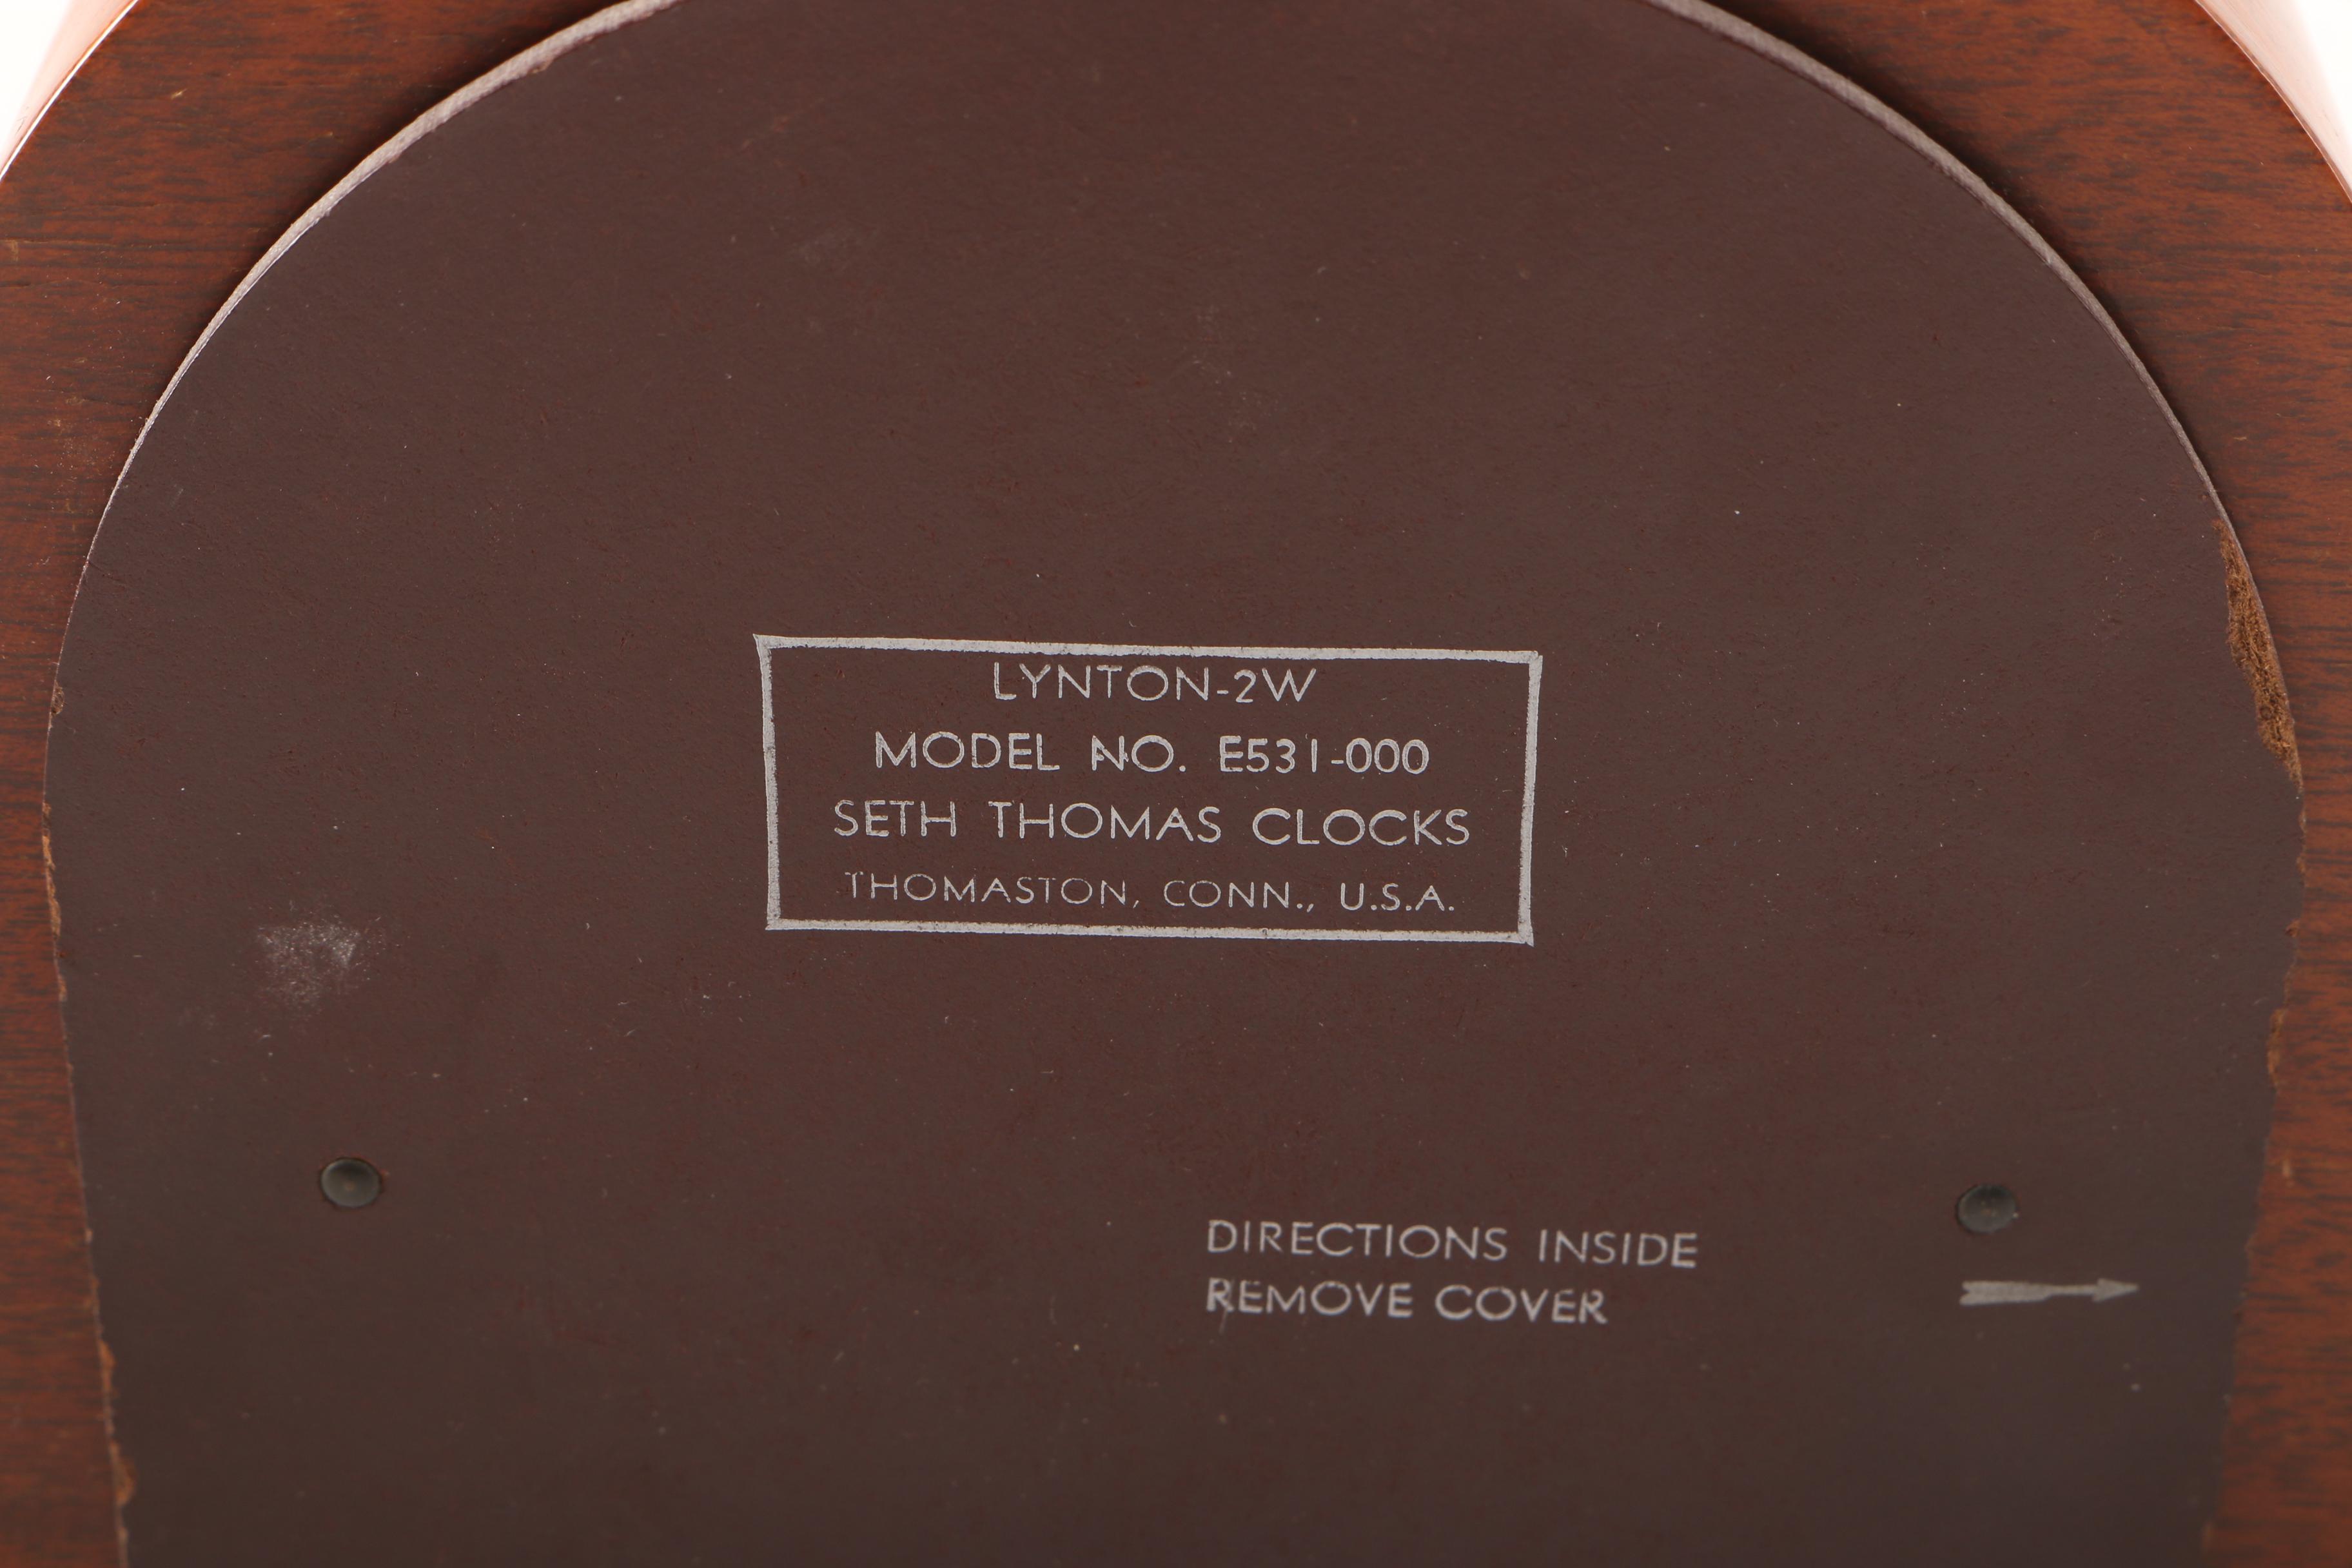 LYNTON-2W
MODEL NO. E531-000
SETH THOMAS CLOCKS
THOMASTON, CONN., U.S.A.
DIRECTIONS INSIDE
REMOVE COVER